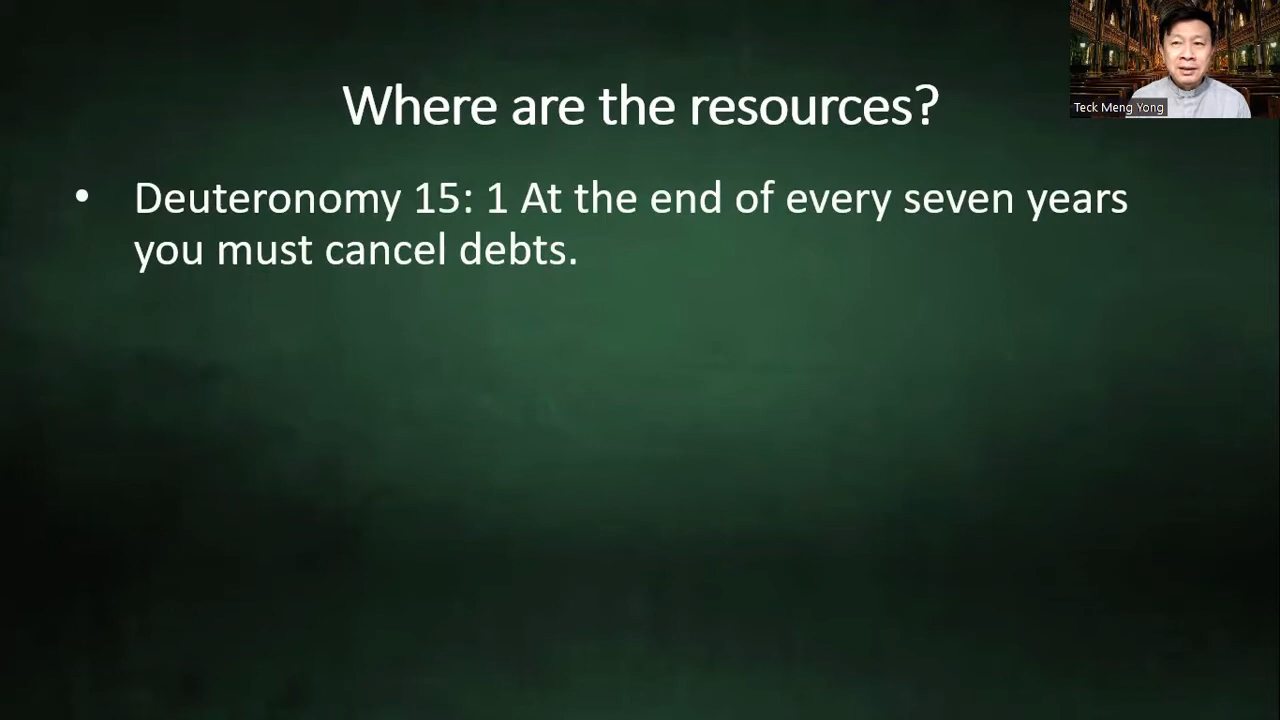 Where are the resources?
Teck Meng Yong
• Deuteronomy 15: 1 At the end of every seven years
you must cancel debts.